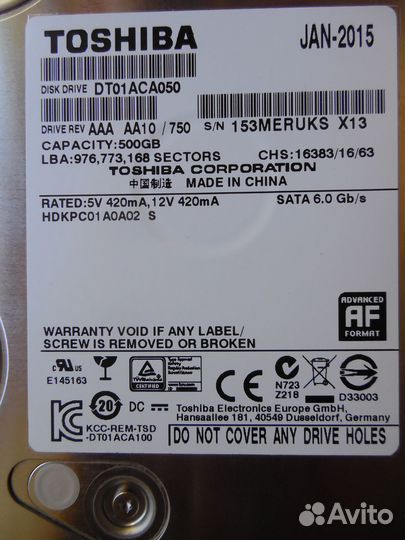 TOSHIBA JAN-2015
DISK DRIVE DT01ACA050
DRIVE REV AAA AA10 / 750 S/N 153MERUKS X13
CAPACITY:500GB
LBA:976,773,168 SECTORS CHS:16383/16/63
TOSHIBA CORPORATION
中国制造 MADE IN CHINA
RATED:5V 420mA,12V 420mA SATA 6.0 Gb/s
HDKPC01A0A02 S
ADVANCED
AF
FORMAT
WARRANTY VOID IF ANY LABEL/
SCREW IS REMOVED OR BROKEN
E145163
CERTIFIED
N723
Z218
D33003
20
DC
Toshiba Electronics Europe GmbH,
Hansaallee 181, 40549 Dusseldorf, Germany
KCC-REM-TSD
-DT01ACA100
DO NOT COVER ANY DRIVE HOLES
Avito